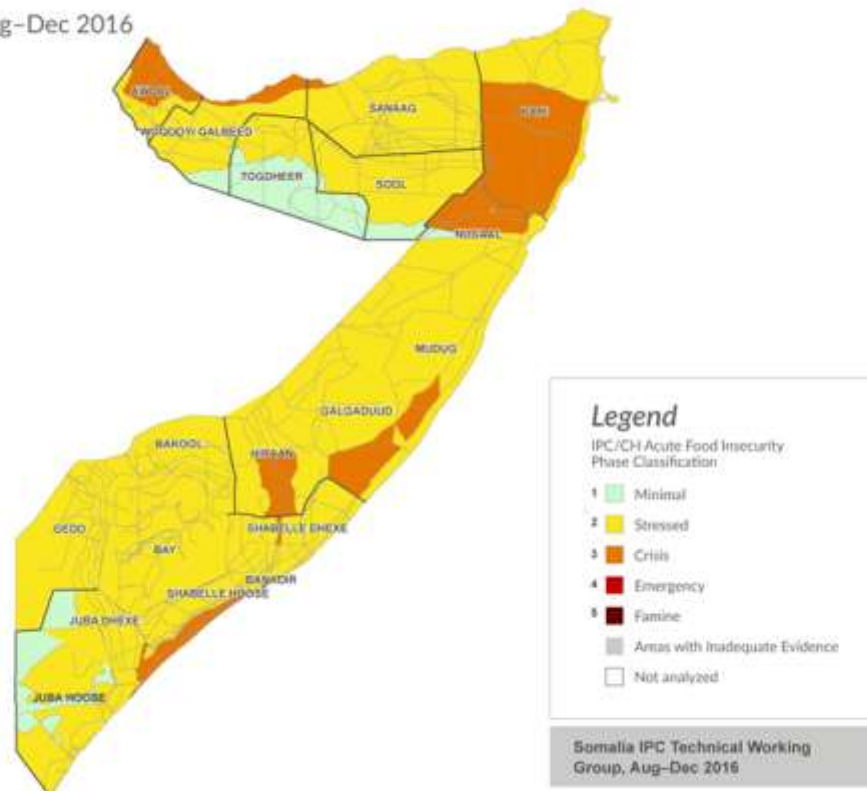 g–Dec 2016
AWDAL
WOQOOYI GALBEED
SANAAG
BARI
TOGDHEER
SOOL
NUGAAL
MUDUG
GALGADUUD
BAKOOL
HIRAAN
GEDO
SHABELLE DHEXE
BAY
BANADIR
SHABELLE HOOSE
JUBA DHEXE
JUBA HOOSE
Legend
IPC/CH Acute Food Insecurity
Phase Classification
1 Minimal
2 Stressed
3 Crisis
4 Emergency
5 Famine
Areas with Inadequate Evidence
Not analyzed
Somalia IPC Technical Working
Group, Aug–Dec 2016